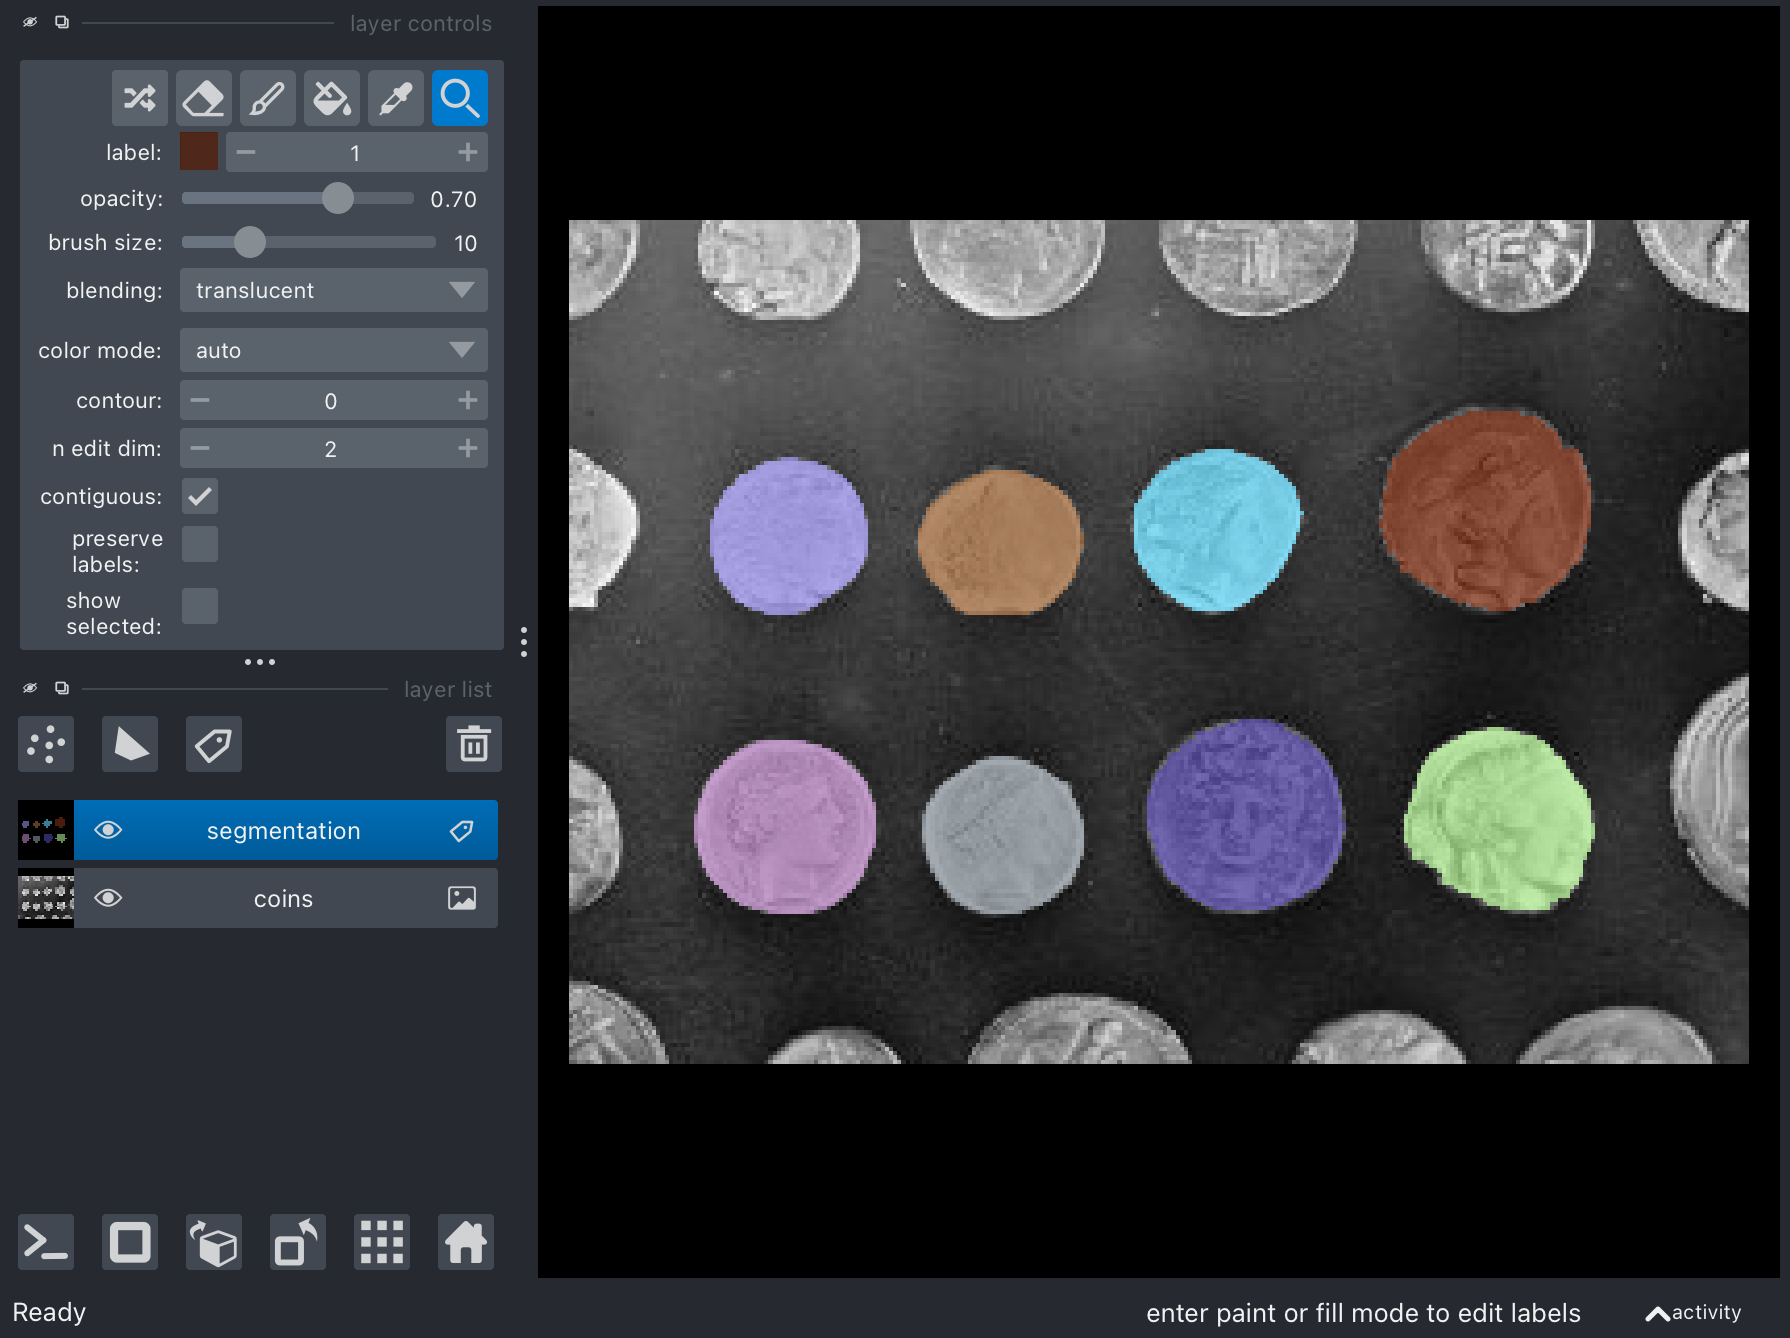 layer controls
label:
1
opacity:
0.70
brush size:
10
blending:
translucent
color mode:
auto
contour:
0
n edit dim:
2
contiguous:
preserve
labels:
show
selected:
layer list
segmentation
coins
Ready
enter paint or fill mode to edit labels
activity